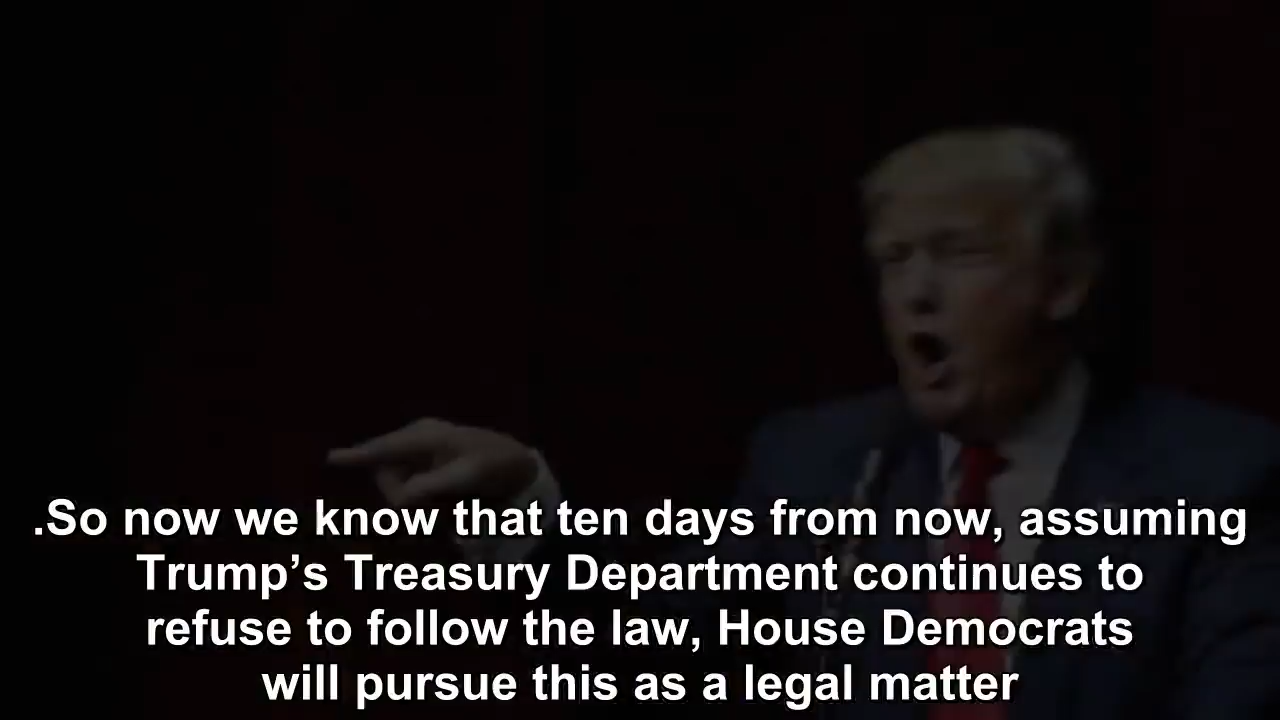 .So now we know that ten days from now, assuming
Trump’s Treasury Department continues to
refuse to follow the law, House Democrats
will pursue this as a legal matter